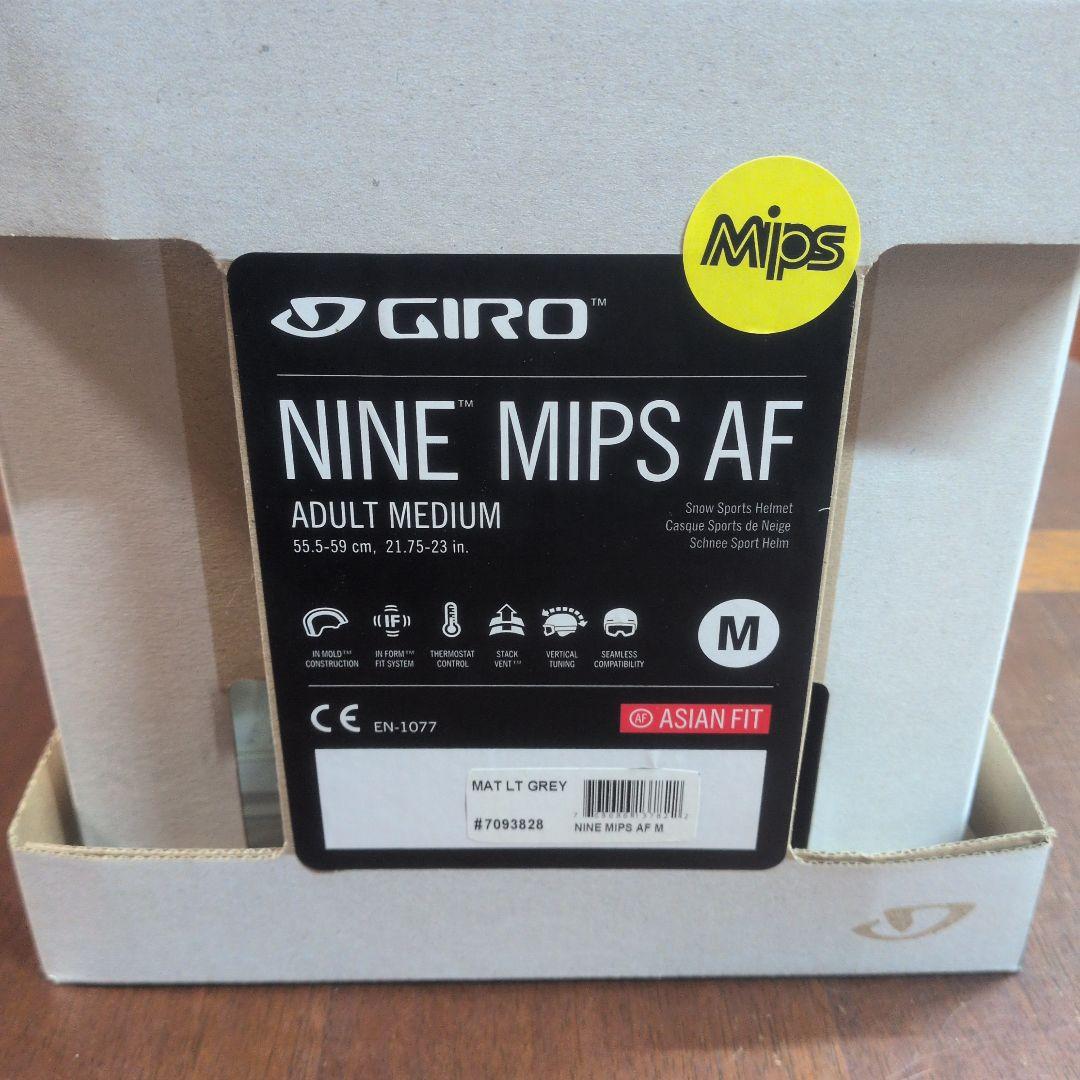 Mips
GIRO™
NINE™ MIPS AF
ADULT MEDIUM
55.5-59 cm, 21.75-23 in.
Snow Sports Helmet
Casque Sports de Neige
Schnee Sport Helm
IN MOLD™ CONSTRUCTION
IF
IN FORM™ FIT SYSTEM
THERMOSTAT CONTROL
STACK VENT™
VERTICAL TUNING
SEAMLESS COMPATIBILITY
M
CE EN-1077
AF ASIAN FIT
MAT LT GREY
#7093828
NINE MIPS AF M